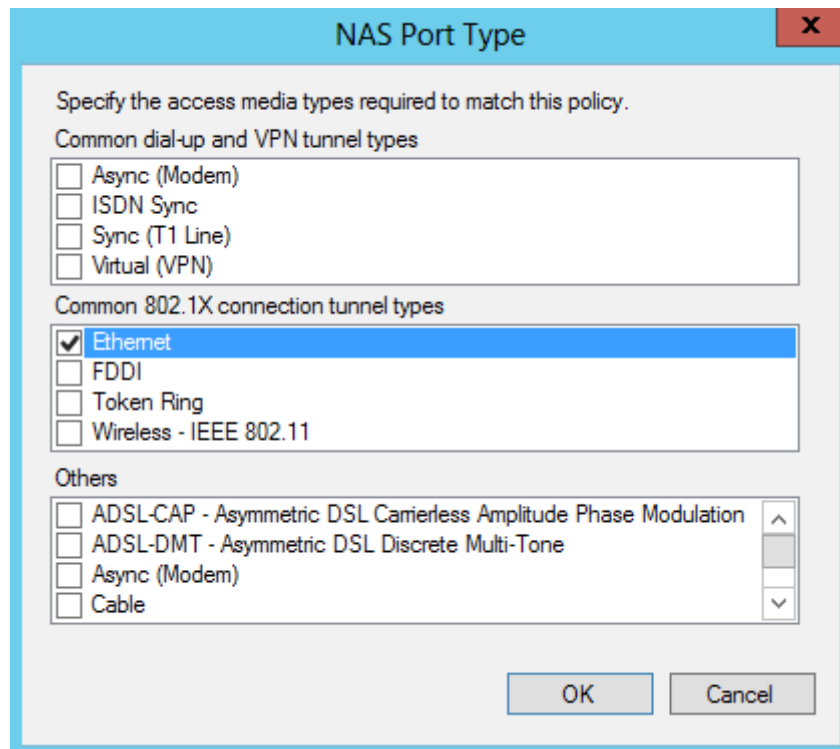 NAS Port Type
x
Specify the access media types required to match this policy.
Common dial-up and VPN tunnel types
Async (Modem)
ISDN Sync
Sync (T1 Line)
Virtual (VPN)
Common 802.1X connection tunnel types
Ethernet
FDDI
Token Ring
Wireless - IEEE 802.11
Others
ADSL-CAP - Asymmetric DSL Carrierless Amplitude Phase Modulation
ADSL-DMT - Asymmetric DSL Discrete Multi-Tone
Async (Modem)
Cable
OK Cancel